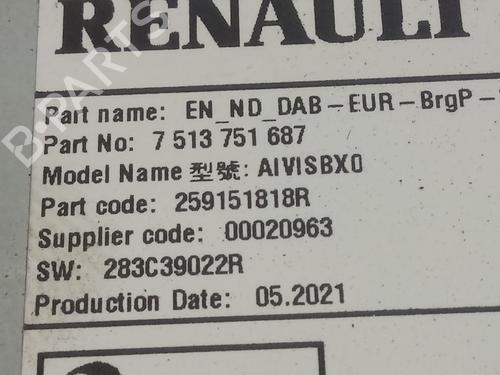 RENAULT
Part name: EN_ND_DAB-EUR-BrgP-
Part No: 7 513 751 687
Model Name 型號: AIVISBX0
Part code: 259151818R
Supplier code: 00020963
SW: 283C39022R
Production Date: 05.2021
B-PARTS